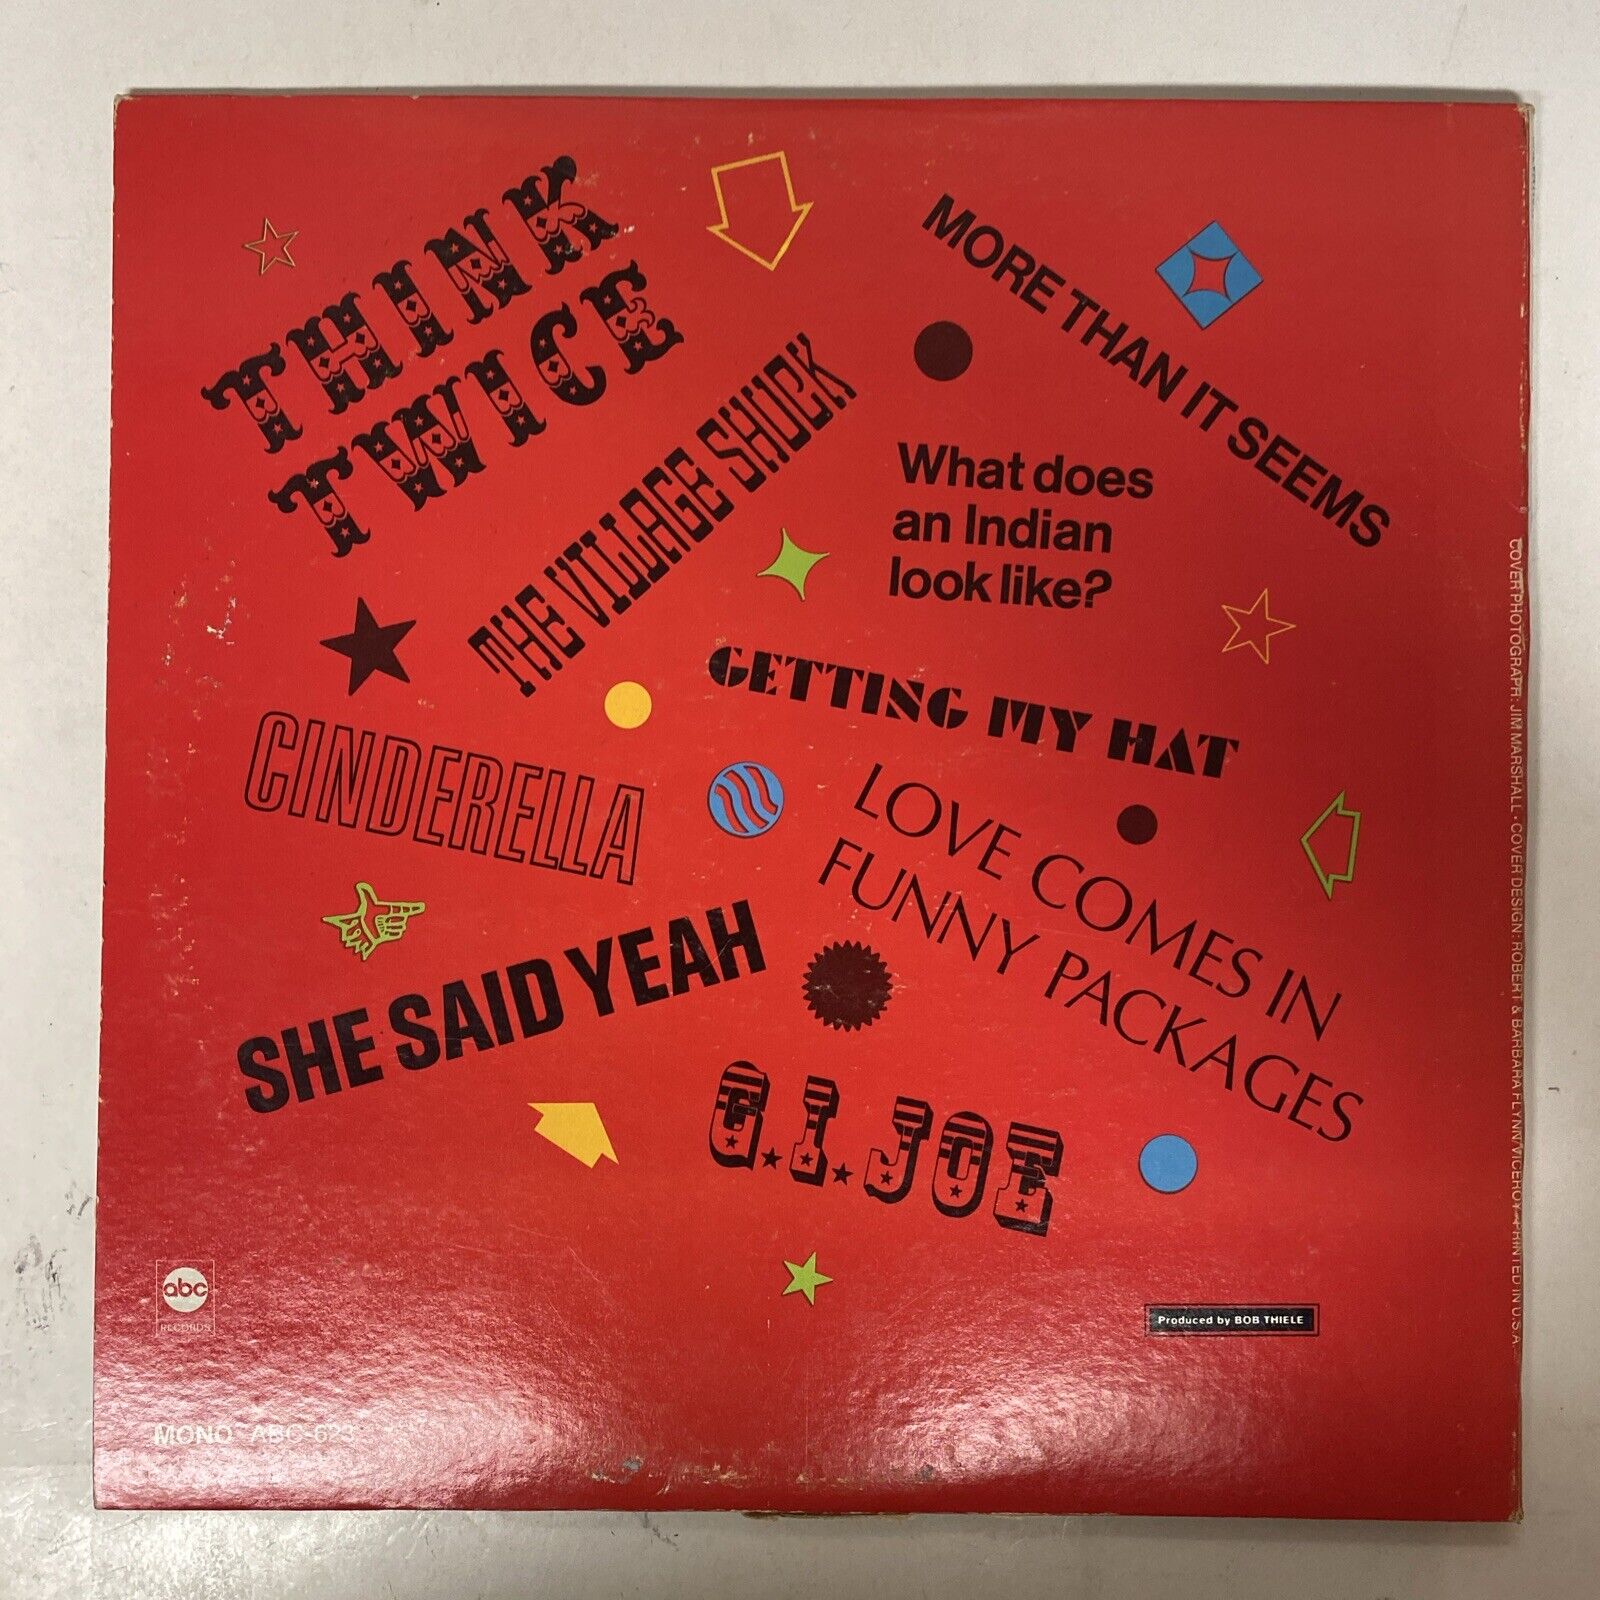 THINK
TWICE
MORE THAN IT SEEMS
THE VILLAGE SHUCK
What does
an Indian
look like?
GETTING MY HAT
CINDERELLA
LOVE COMES IN
FUNNY PACKAGES
SHE SAID YEAH
G.I. JOE
abc
RECORDS
Produced by BOB THIELE
MONO ABC-623
COVER PHOTOGRAPH: JIM MARSHALL · COVER DESIGN: ROBERT & BARBARA FLYNN/VICEROY · PRINTED IN U.S.A.